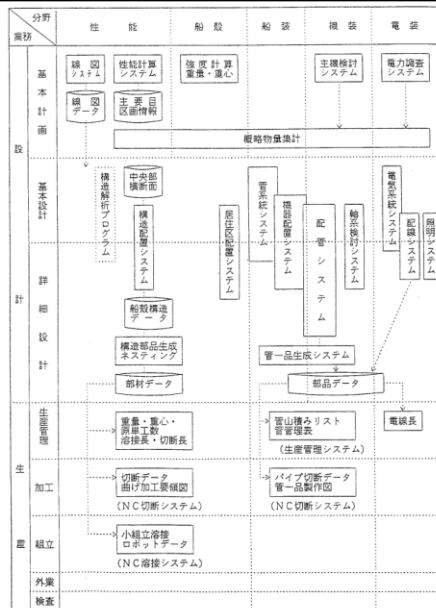 分野
業務
性 能
船 殻
船 装
機 装
電 装
設
計
基本計画
線 図
システム
性能計算
システム
強 度 計 算
重量・重心
主機検討
システム
電力調査
システム
線 図
データ
主 要 目
区画情報
概略物量集計
基本設計
構造解析プログラム
中央部
横断面
構造配置システム
居住区配置システム
管系統システム
機器配置システム
配管システム
軸系検討システム
電気系統システム
配線システム
照明システム
詳細設計
船殻構造
データ
構造部品生成
ネスティング
管一品生成システム
部材データ
部品データ
生
産
生産管理
重量・重心・
原単工数
溶接長・切断長
管山積みリスト
管管理表
(生産管理システム)
電線長
加工
切断データ
曲げ加工要領図
(NC切断システム)
パイプ切断データ
管一品製作図
(NC切断システム)
組立
小組立溶接
ロボットデータ
(NC溶接システム)
外業
検査